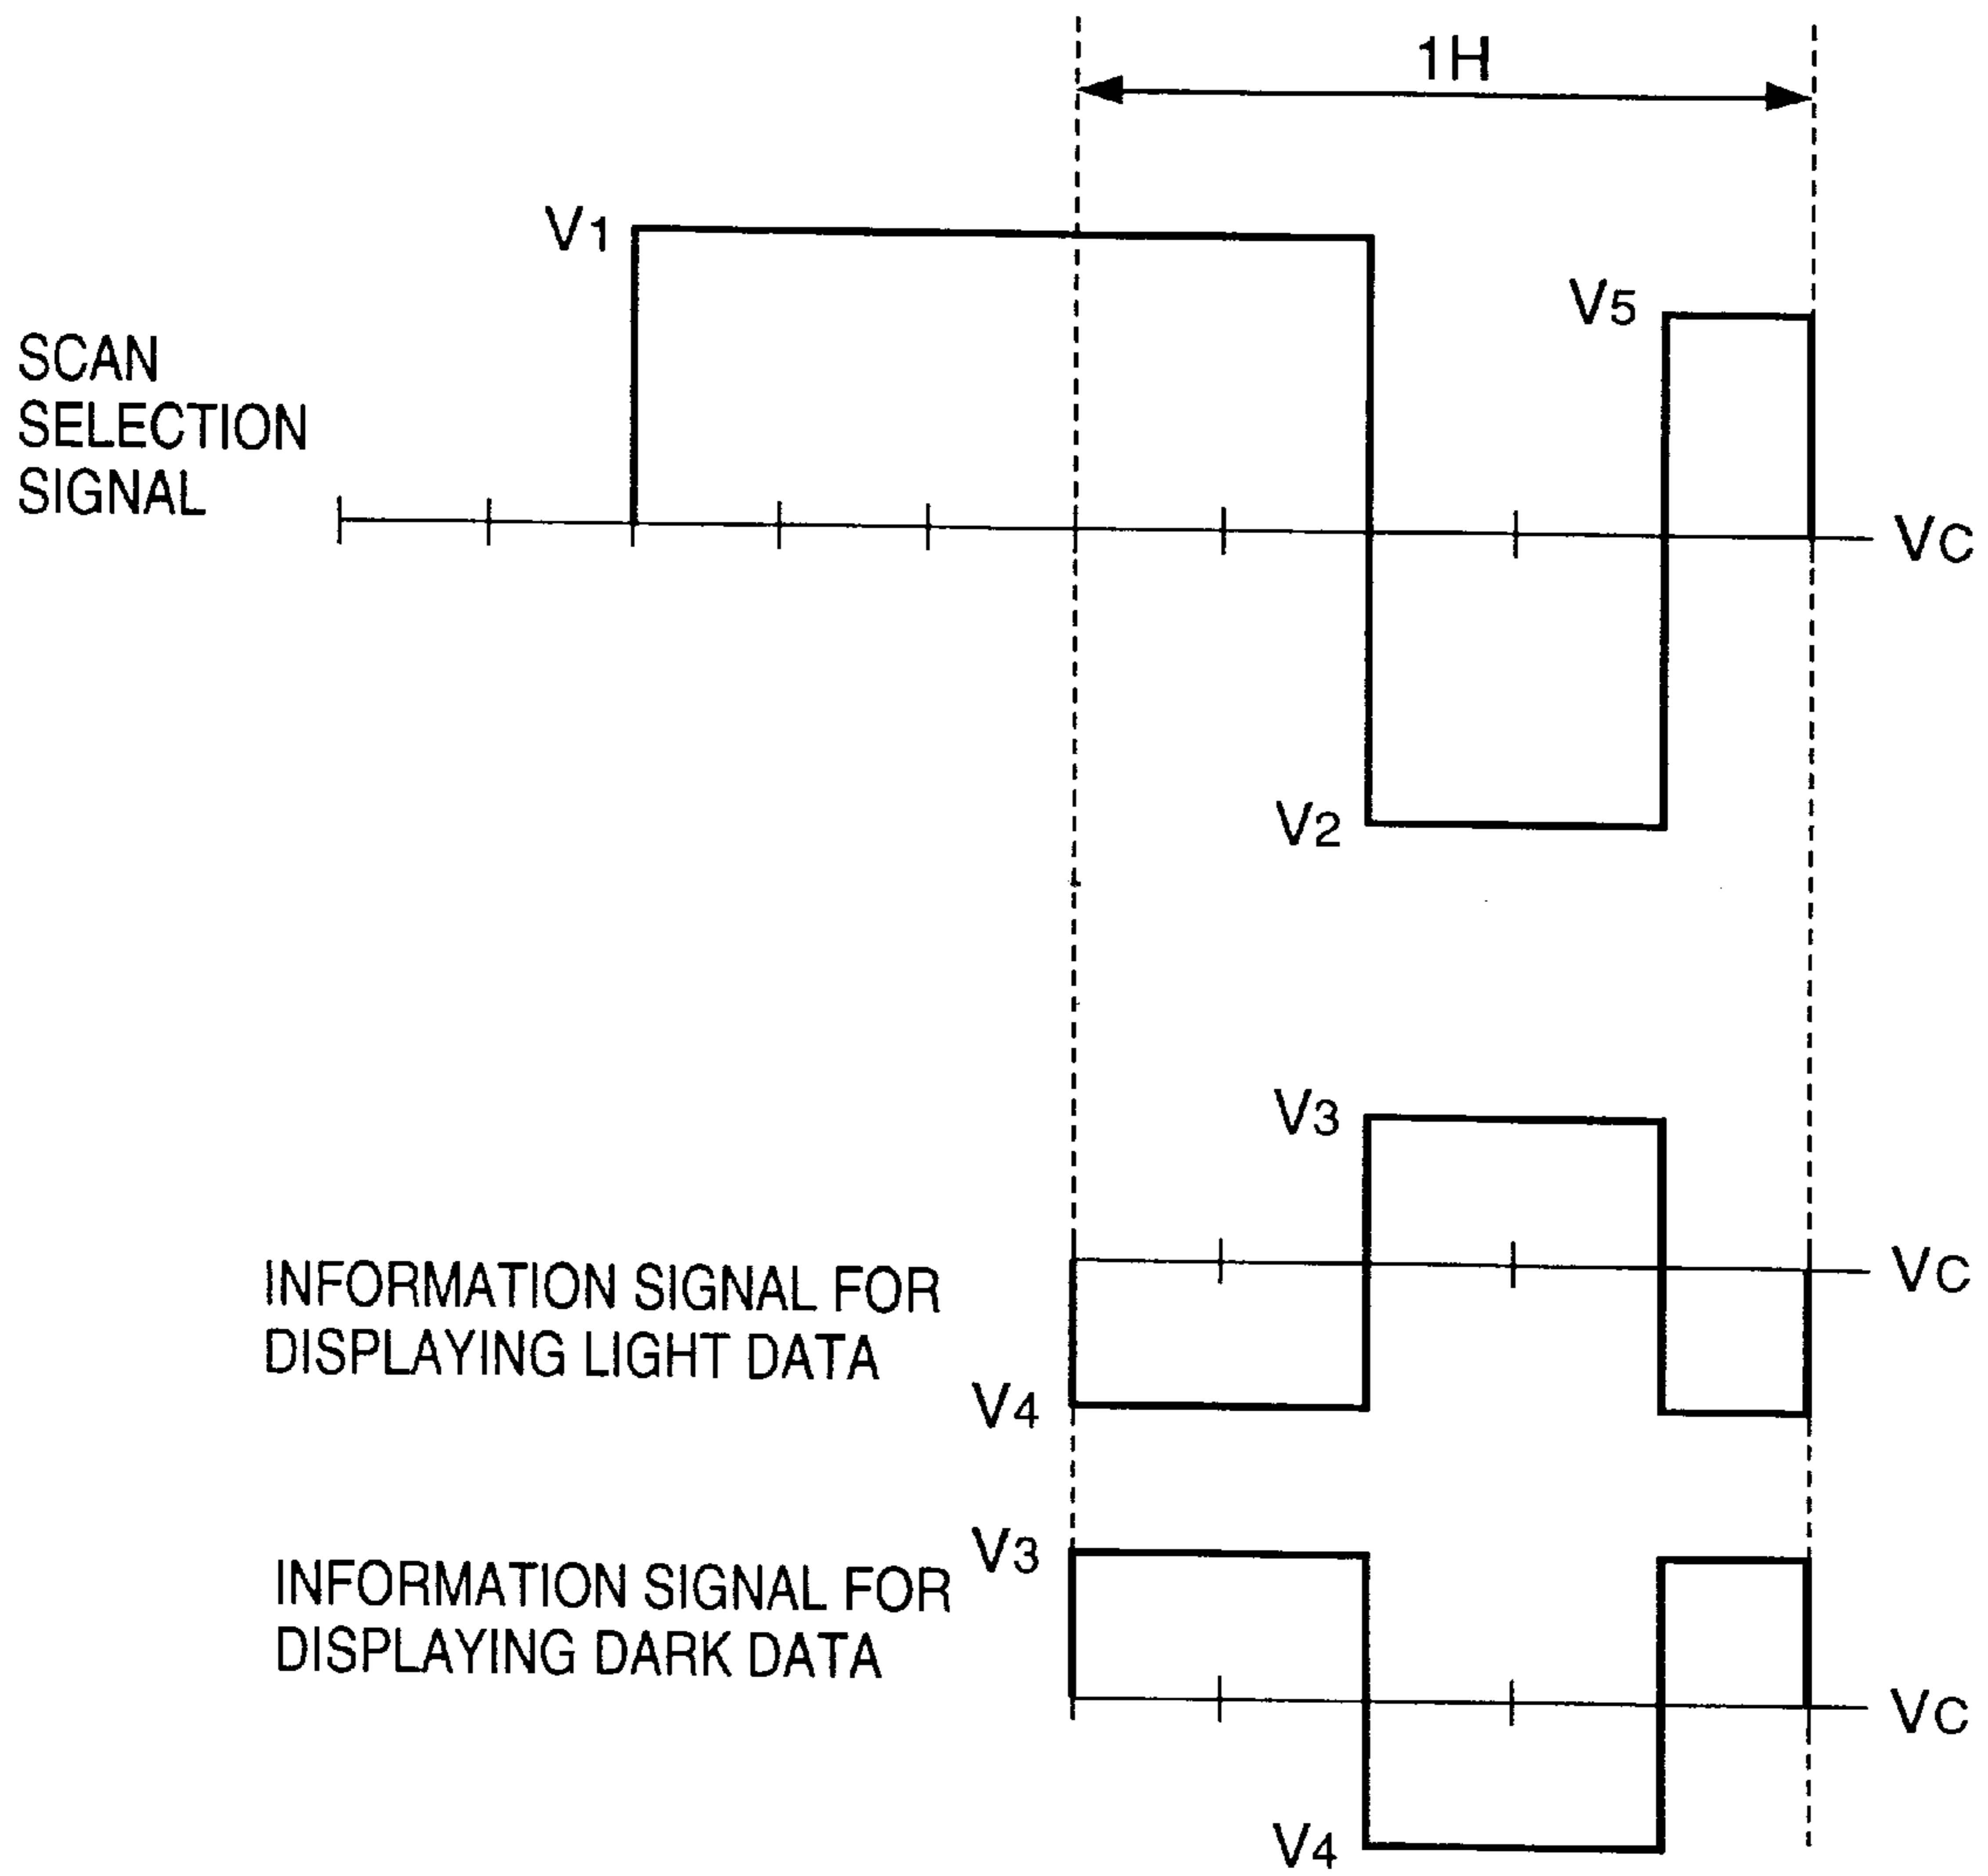 1H
V1
V5
SCAN
SELECTION
SIGNAL
VC
V2
V3
INFORMATION SIGNAL FOR
DISPLAYING LIGHT DATA
VC
V4
V3
INFORMATION SIGNAL FOR
DISPLAYING DARK DATA
VC
V4